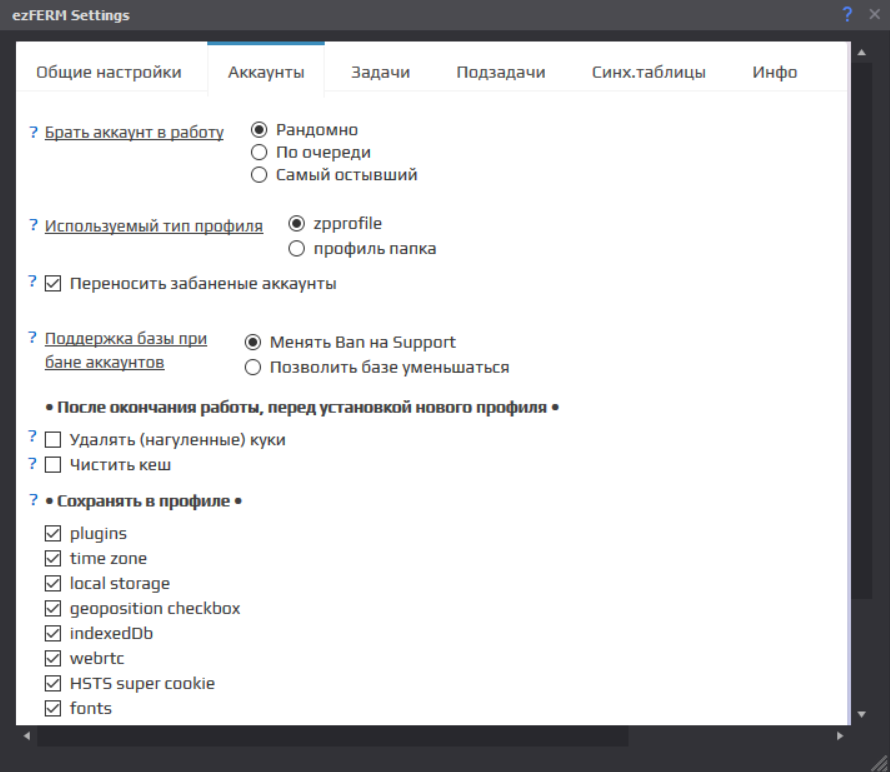 ezFERM Settings ? ×
Общие настройки Аккаунты Задачи Подзадачи Синх.таблицы Инфо
? Брать аккаунт в работу
Рандомно
По очереди
Самый остывший
? Используемый тип профиля
zpprofile
профиль папка
? Переносить забаненые аккаунты
? Поддержка базы при
бане аккаунтов
Менять Ban на Support
Позволить базе уменьшаться
• После окончания работы, перед установкой нового профиля •
? Удалять (нагуленные) куки
? Чистить кеш
? • Сохранять в профиле •
plugins
time zone
local storage
geoposition checkbox
indexedDb
webrtc
HSTS super cookie
fonts